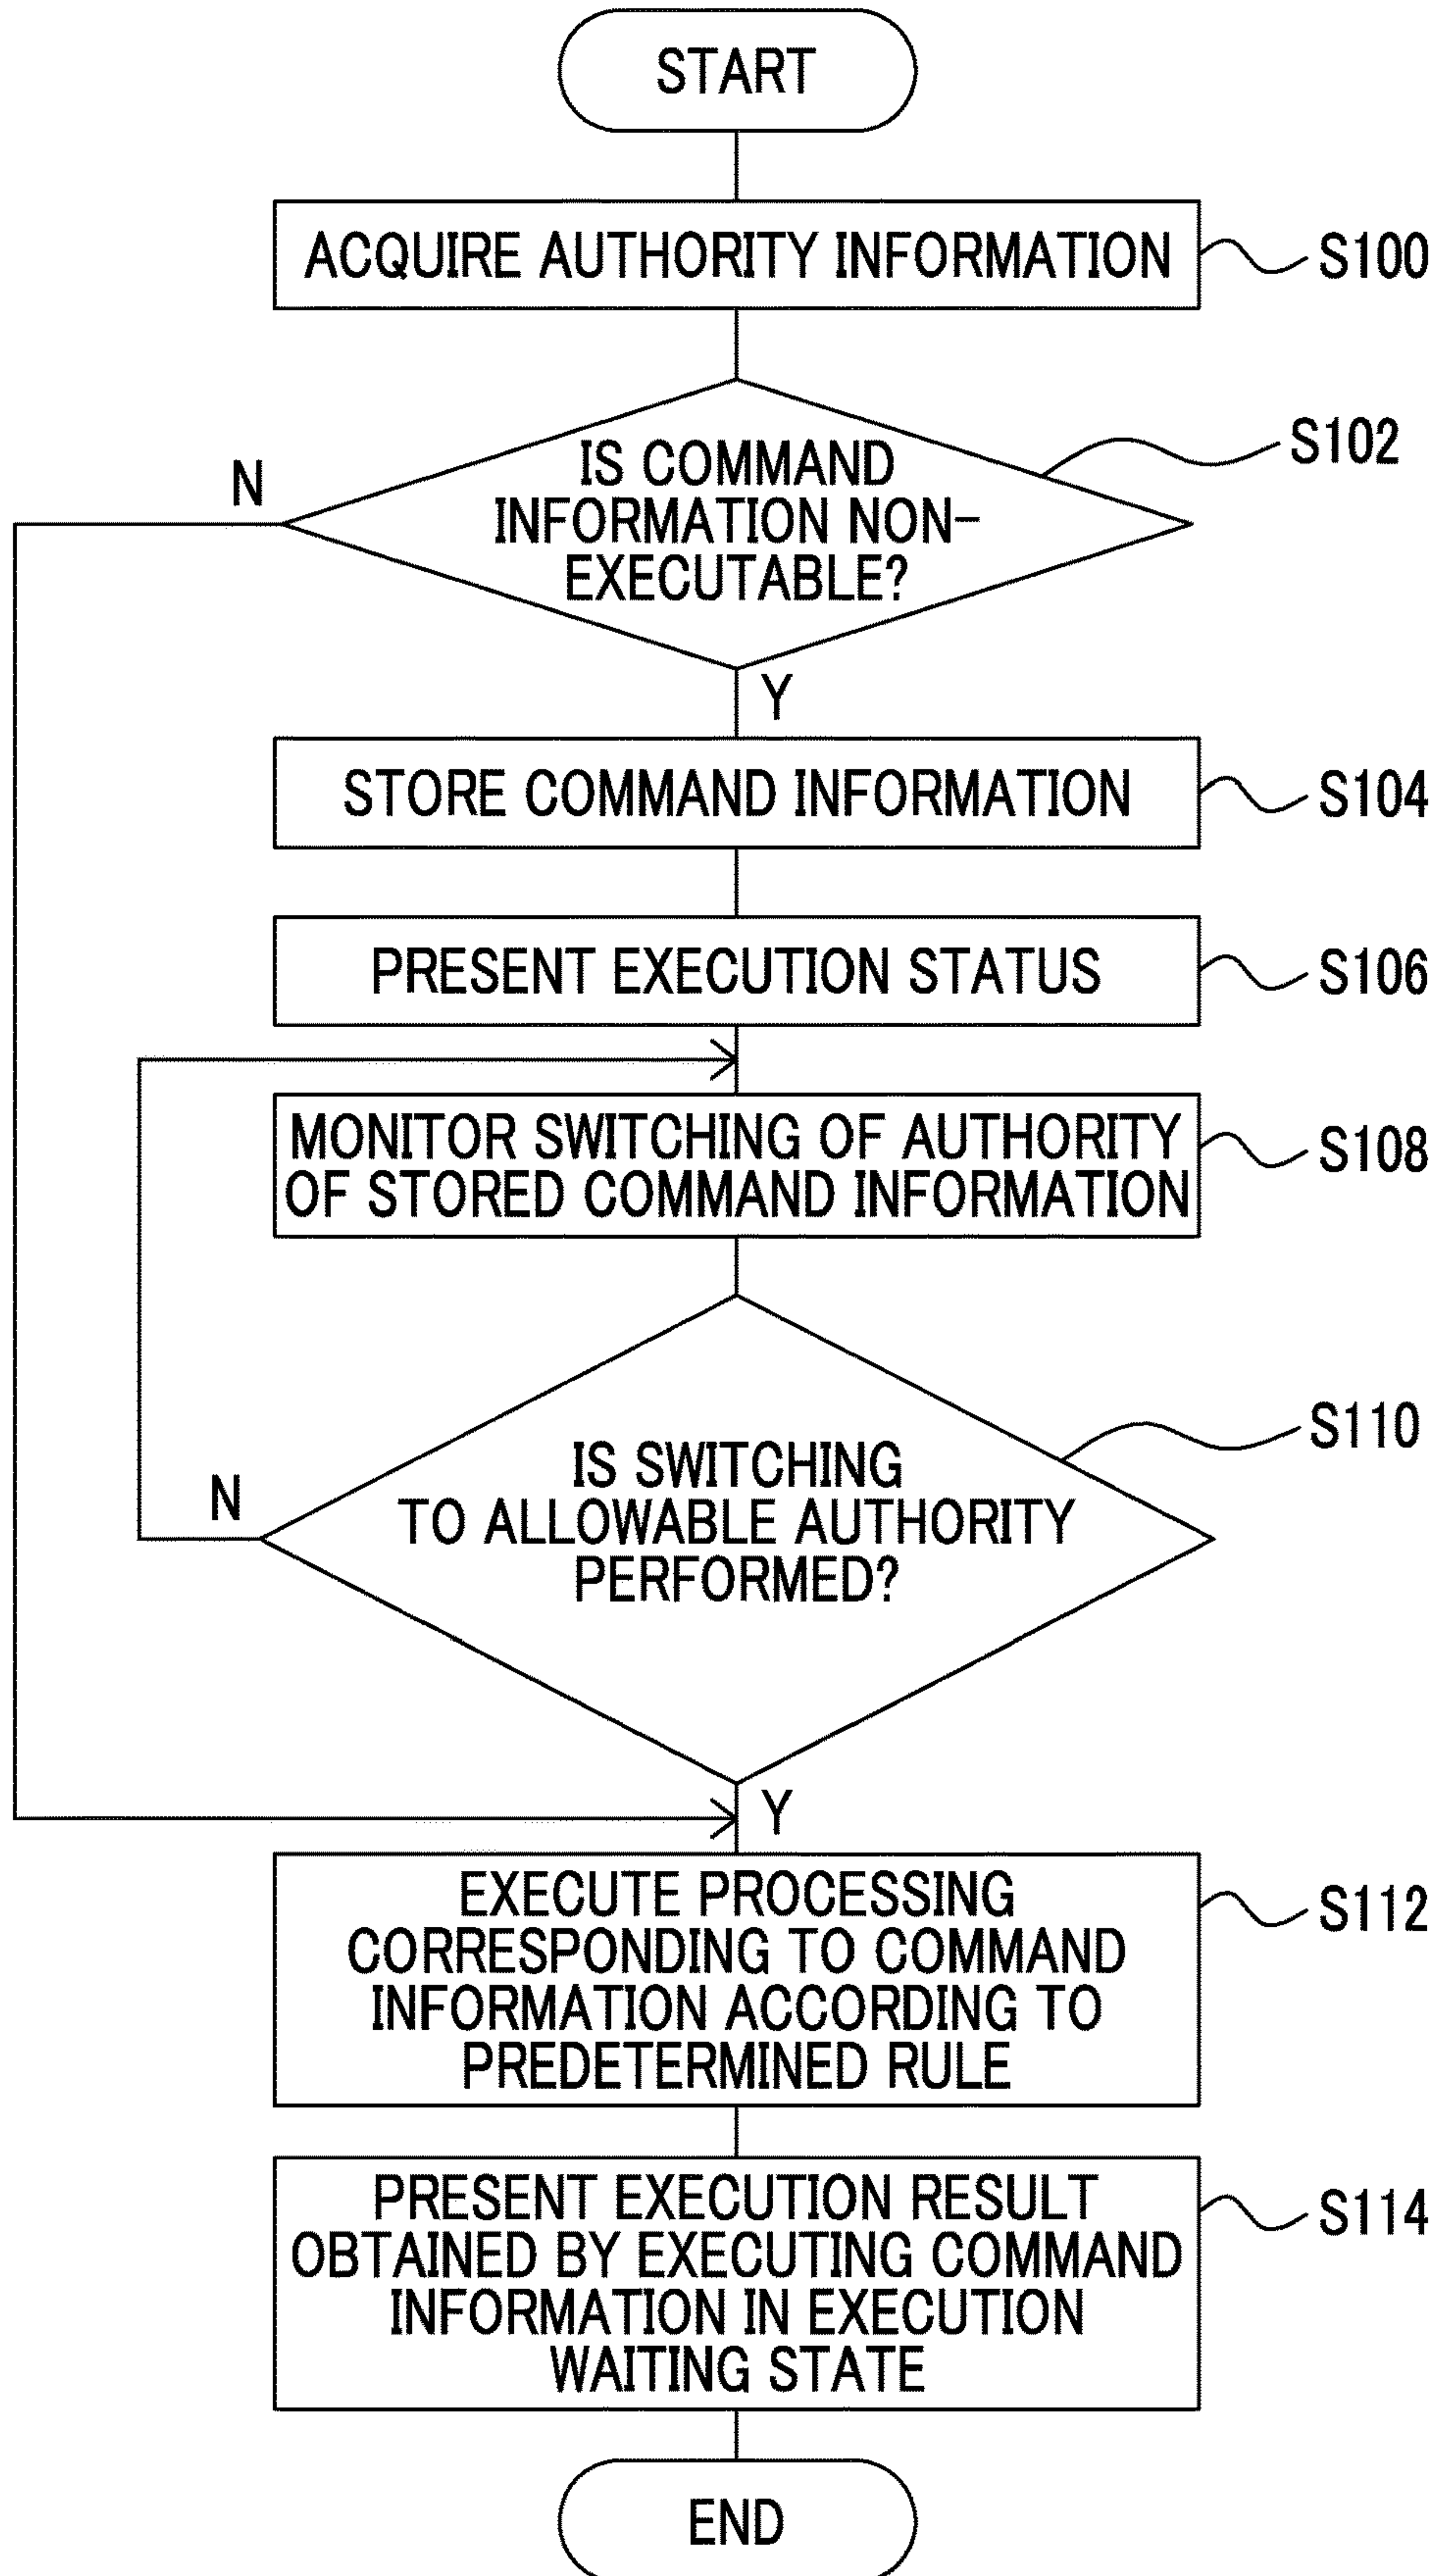 START
ACQUIRE AUTHORITY INFORMATION
S100
IS COMMAND
INFORMATION NON-
EXECUTABLE?
S102
N
Y
STORE COMMAND INFORMATION
S104
PRESENT EXECUTION STATUS
S106
MONITOR SWITCHING OF AUTHORITY
OF STORED COMMAND INFORMATION
S108
IS SWITCHING
TO ALLOWABLE AUTHORITY
PERFORMED?
S110
N
Y
EXECUTE PROCESSING
CORRESPONDING TO COMMAND
INFORMATION ACCORDING TO
PREDETERMINED RULE
S112
PRESENT EXECUTION RESULT
OBTAINED BY EXECUTING COMMAND
INFORMATION IN EXECUTION
WAITING STATE
S114
END